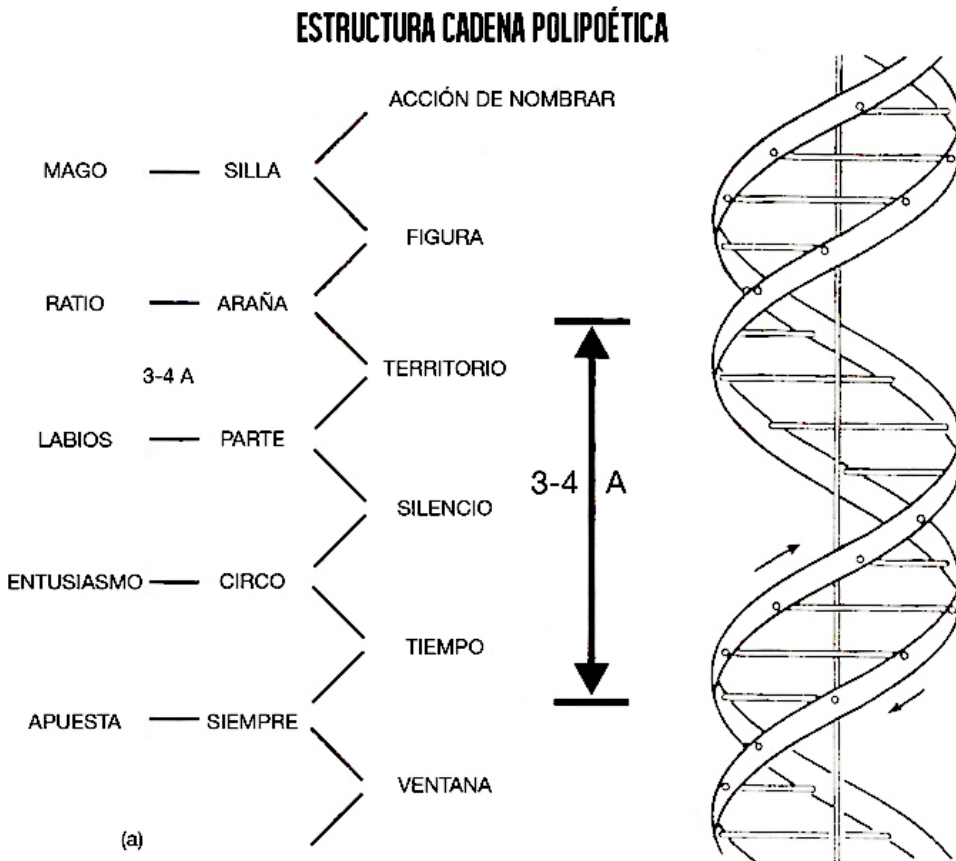 ESTRUCTURA CADENA POLIPOÉTICA
ACCIÓN DE NOMBRAR
MAGO SILLA
FIGURA
RATIO ARAÑA
TERRITORIO
3-4 A
LABIOS PARTE
3-4 A
SILENCIO
ENTUSIASMO CIRCO
TIEMPO
APUESTA SIEMPRE
VENTANA
(a)